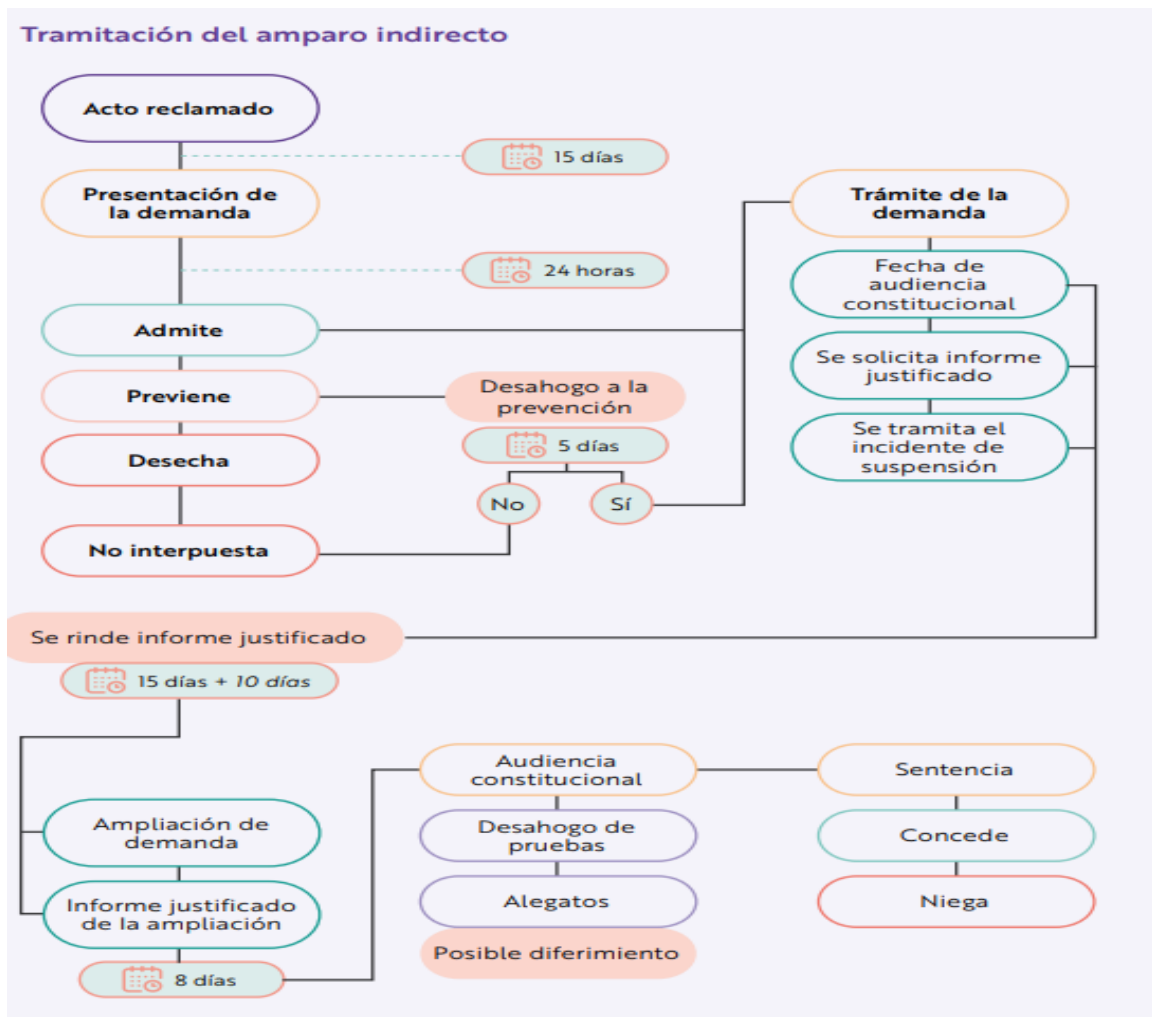 Tramitación del amparo indirecto
Acto reclamado
15 días
Presentación de
la demanda
24 horas
Admite
Previene
Desahogo a la
prevención
5 días
No
Sí
Desecha
No interpuesta
Trámite de la
demanda
Fecha de
audiencia
constitucional
Se solicita informe
justificado
Se tramita el
incidente de
suspensión
Se rinde informe justificado
15 días + 10 días
Ampliación de
demanda
Informe justificado
de la ampliación
8 días
Audiencia
constitucional
Desahogo de
pruebas
Alegatos
Posible diferimiento
Sentencia
Concede
Niega